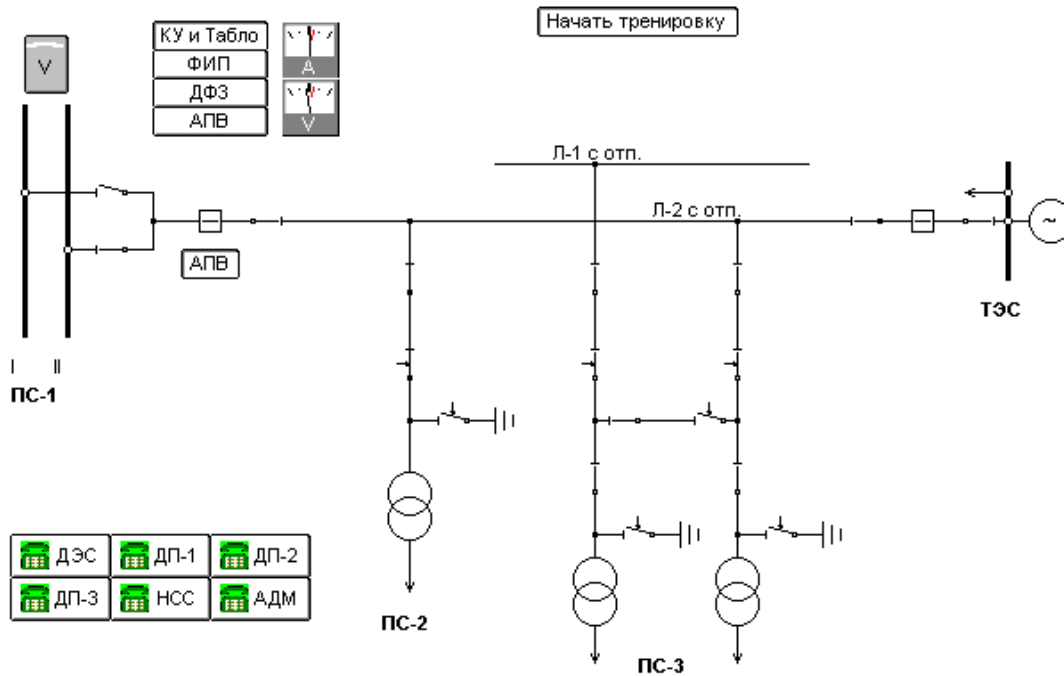 Начать тренировку
КУ и Табло
ФИП
ДФЗ
АПВ
A
V
V
Л-1 с отп.
Л-2 с отп.
АПВ
~
ТЭС
I II
ПС-1
ДЭС ДП-1 ДП-2
ДП-3 НСС АДМ
ПС-2
ПС-3